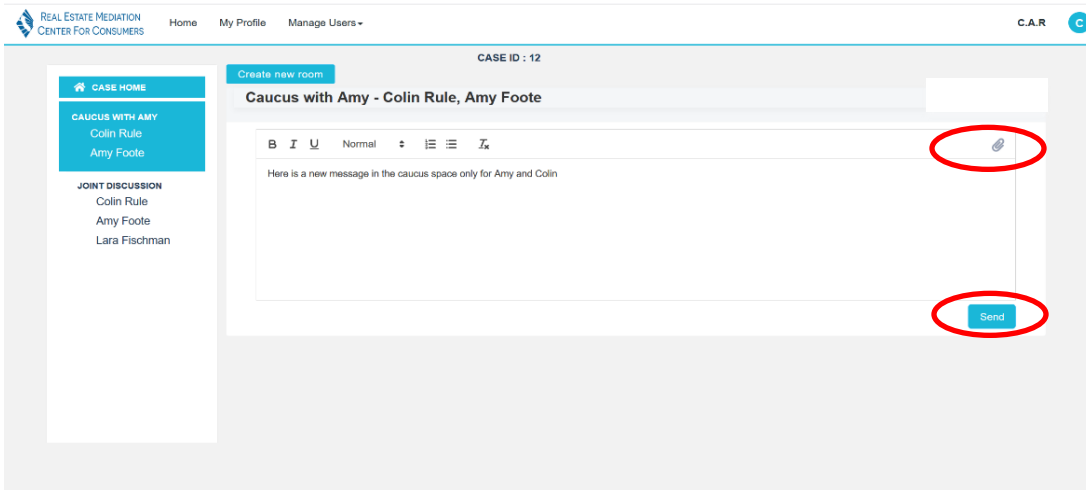 REAL ESTATE MEDIATION
CENTER FOR CONSUMERS
Home My Profile Manage Users
C.A.R
C
CASE ID : 12
CASE HOME
CAUCUS WITH AMY
Colin Rule
Amy Foote
JOINT DISCUSSION
Colin Rule
Amy Foote
Lara Fischman
Create new room
Caucus with Amy - Colin Rule, Amy Foote
B I U Normal Tx
Here is a new message in the caucus space only for Amy and Colin
Send